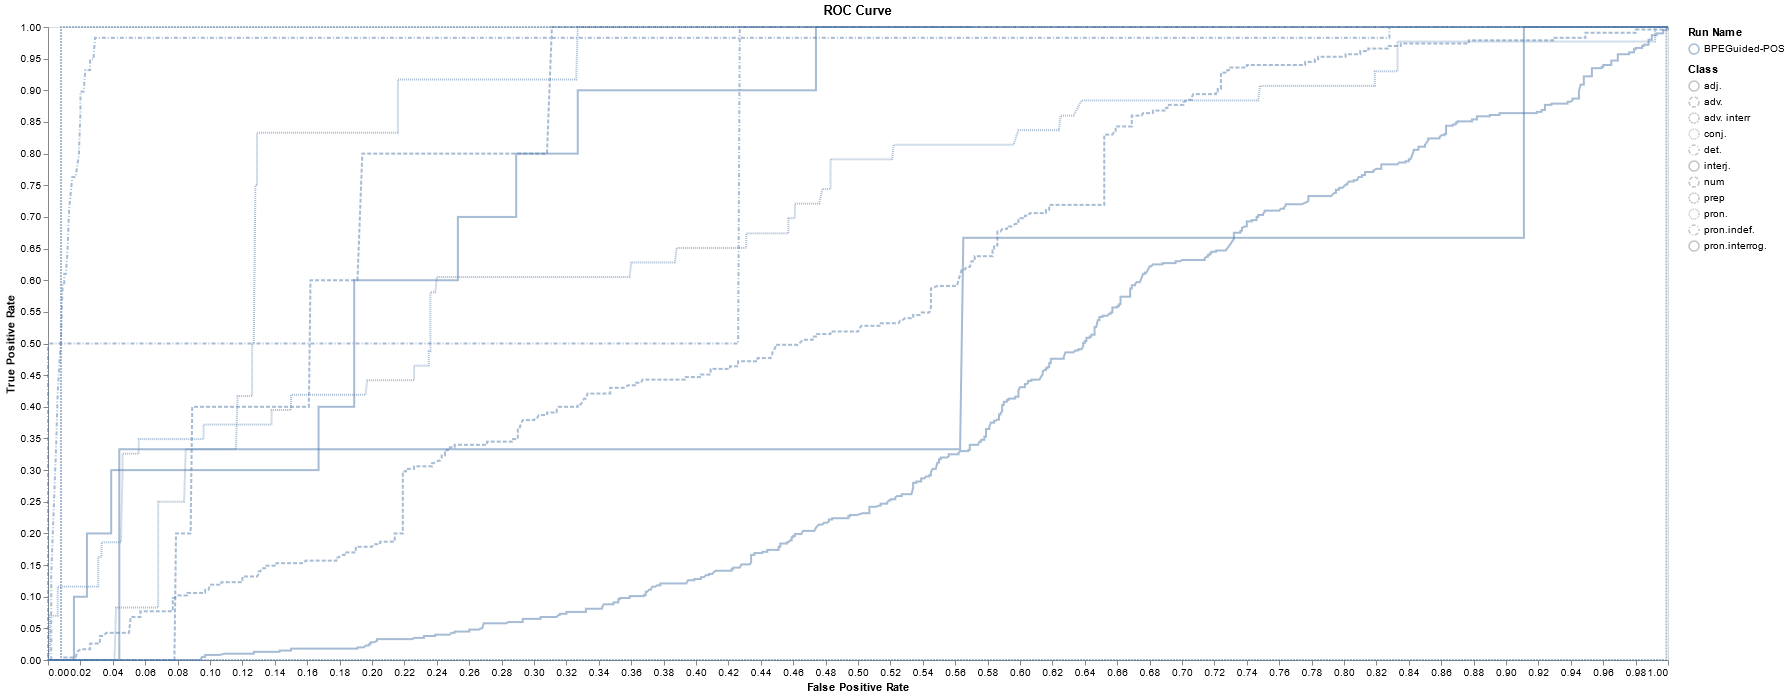 ROC Curve
1.00
0.95
0.90
0.85
0.80
0.75
0.70
0.65
0.60
0.55
0.50
0.45
0.40
0.35
0.30
0.25
0.20
0.15
0.10
0.05
0.00
True Positive Rate
0.00 0.02 0.04 0.06 0.08 0.10 0.12 0.14 0.16 0.18 0.20 0.22 0.24 0.26 0.28 0.30 0.32 0.34 0.36 0.38 0.40 0.42 0.44 0.46 0.48 0.50 0.52 0.54 0.56 0.58 0.60 0.62 0.64 0.66 0.68 0.70 0.72 0.74 0.76 0.78 0.80 0.82 0.84 0.86 0.88 0.90 0.92 0.94 0.96 0.98 1.00
False Positive Rate
Run Name
BPEGuided-POS
Class
adj.
adv.
adv. interr
conj.
det.
interj.
num
prep
pron.
pron.indef.
pron.interrog.